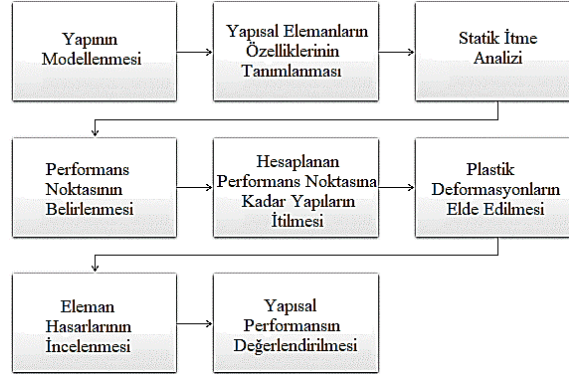 Yapının
Modellenmesi
Yapısal Elemanların
Özelliklerinin
Tanımlanması
Statik İtme
Analizi
Performans
Noktasının
Belirlenmesi
Hesaplanan
Performans Noktasına
Kadar Yapıların
İtilmesi
Plastik
Deformasyonların
Elde Edilmesi
Eleman
Hasarlarının
İncelenmesi
Yapısal
Performansın
Değerlendirilmesi